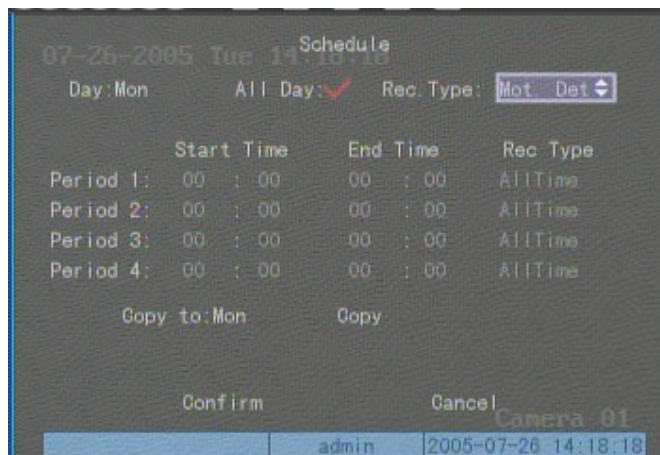 Schedule
07-26-2005 Tue 14:18:18
Day:Mon All Day: Rec.Type: Mot. Det
Start Time End Time Rec Type
Period 1: 00 : 00 00 : 00 AllTime
Period 2: 00 : 00 00 : 00 AllTime
Period 3: 00 : 00 00 : 00 AllTime
Period 4: 00 : 00 00 : 00 AllTime
Copy to:Mon Copy
Confirm Cancel
Camera 01
admin 2005-07-26 14:18:18